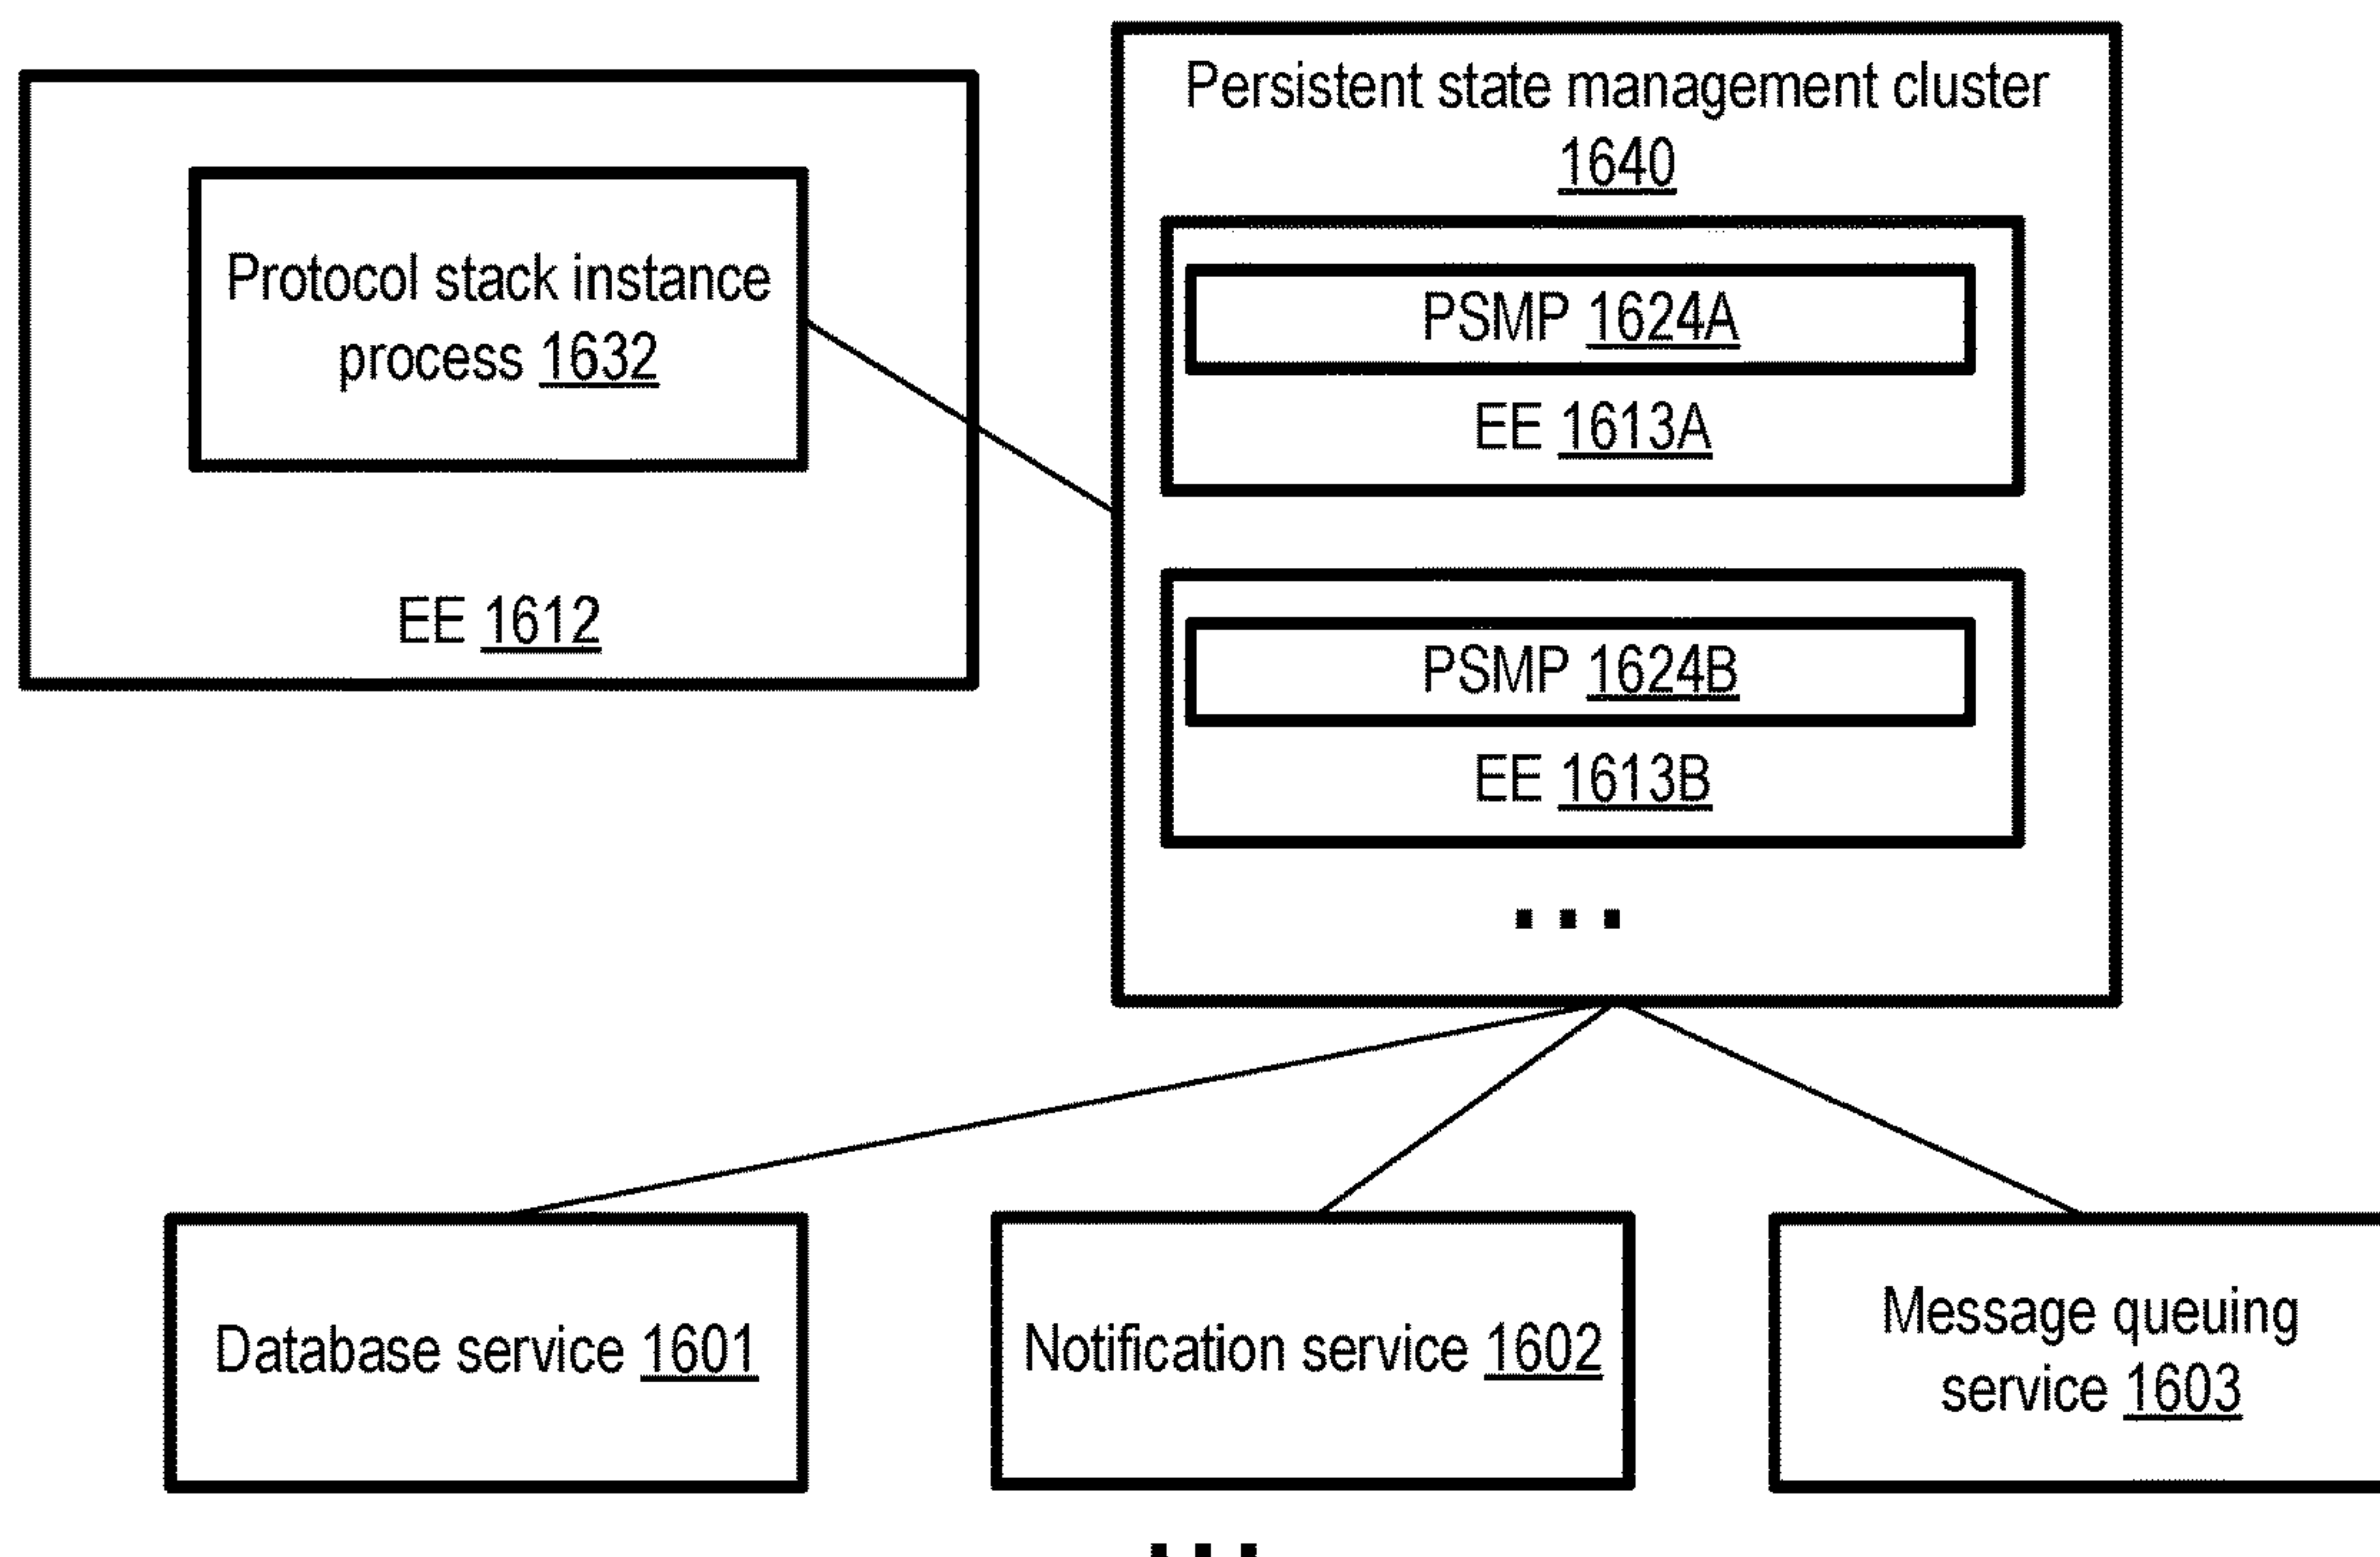 Persistent state management cluster
1640
Protocol stack instance
process 1632
EE 1612
PSMP 1624A
EE 1613A
PSMP 1624B
EE 1613B
...
Database service 1601
Notification service 1602
Message queuing
service 1603
...